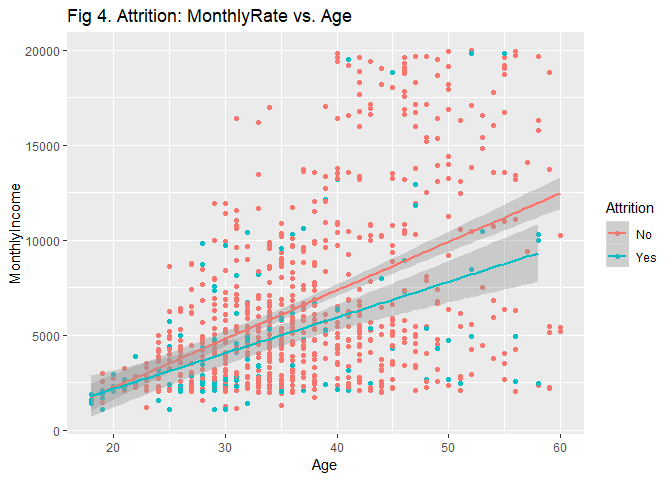 Fig 4. Attrition: MonthlyRate vs. Age
20000
15000
10000
5000
0
MonthlyIncome
20
30
40
50
60
Age
Attrition
No
Yes